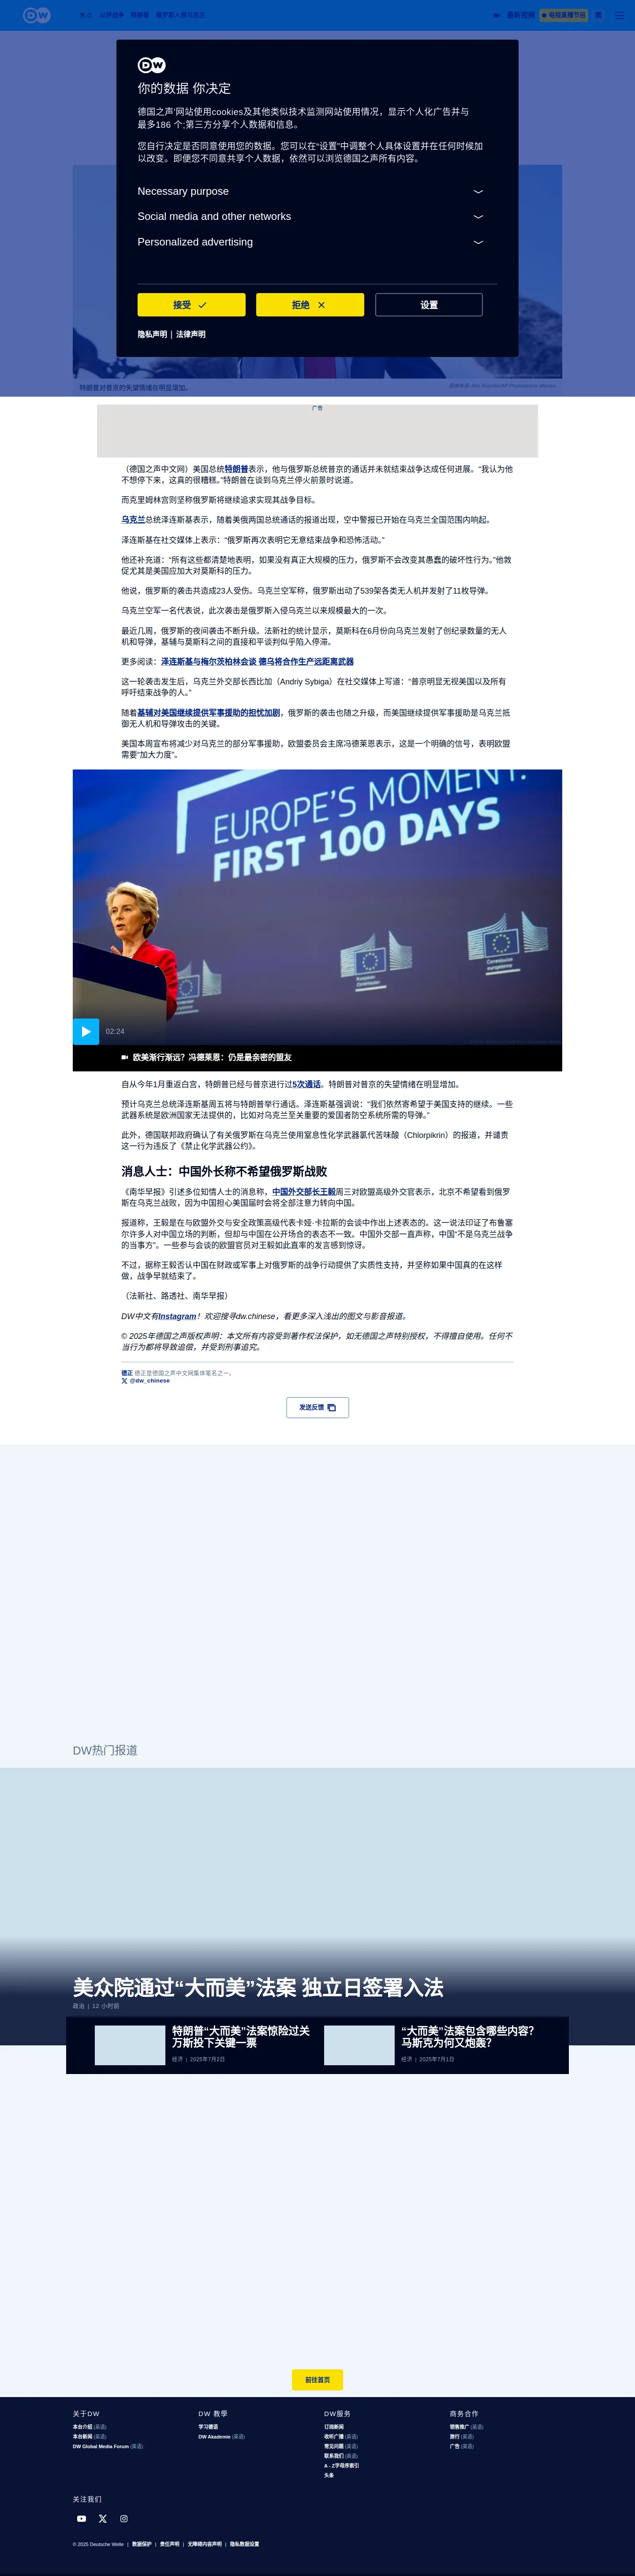 DW
焦点 以伊战争 特朗普 俄罗斯入侵乌克兰
最新视频 电视直播节目
DW
你的数据 你决定
德国之声'网站使用cookies及其他类似技术监测网站使用情况，显示个人化广告并与
最多186 个;第三方分享个人数据和信息。
您自行决定是否同意使用您的数据。您可以在"设置"中调整个人具体设置并在任何时候加
以改变。即便您不同意共享个人数据，依然可以浏览德国之声所有内容。
Necessary purpose
Social media and other networks
Personalized advertising
接受
拒绝
设置
隐私声明 | 法律声明
特朗普对普京的失望情绪在明显增加。
广告
（德国之声中文网）美国总统特朗普表示，他与俄罗斯总统普京的通话并未就结束战争达成任何进展。“我认为他
不想停下来，这真的很糟糕。”特朗普在谈到乌克兰停火前景时说道。
而克里姆林宫则坚称俄罗斯将继续追求实现其战争目标。
乌克兰总统泽连斯基表示，随着美俄两国总统通话的报道出现，空中警报已开始在乌克兰全国范围内响起。
泽连斯基在社交媒体上表示：“俄罗斯再次表明它无意结束战争和恐怖活动。”
他还补充道：“所有这些都清楚地表明，如果没有真正大规模的压力，俄罗斯不会改变其愚蠢的破坏性行为。”他敦
促尤其是美国应加大对莫斯科的压力。
他说，俄罗斯的袭击共造成23人受伤。乌克兰空军称，俄罗斯出动了539架各类无人机并发射了11枚导弹。
乌克兰空军一名代表说，此次袭击是俄罗斯入侵乌克兰以来规模最大的一次。
最近几周，俄罗斯的夜间袭击不断升级。法新社的统计显示，莫斯科在6月份向乌克兰发射了创纪录数量的无人
机和导弹，基辅与莫斯科之间的直接和平谈判似乎陷入停滞。
更多阅读：泽连斯基与梅尔茨柏林会谈 德乌将合作生产远距离武器
这一轮袭击发生后，乌克兰外交部长西比加（Andriy Sybiga）在社交媒体上写道：“普京明显无视美国以及所有
呼吁结束战争的人。”
随着基辅对美国继续提供军事援助的担忧加剧，俄罗斯的袭击也随之升级，而美国继续提供军事援助是乌克兰抵
御无人机和导弹攻击的关键。
美国本周宣布将减少对乌克兰的部分军事援助，欧盟委员会主席冯德莱恩表示，这是一个明确的信号，表明欧盟
需要“加大力度”。
EUROPE'S MOMENT:
FIRST 100 DAYS
European Commission
European Commission
02:24
欧美渐行渐远？冯德莱恩：仍是最亲密的盟友
自从今年1月重返白宫，特朗普已经与普京进行过5次通话。特朗普对普京的失望情绪在明显增加。
预计乌克兰总统泽连斯基周五将与特朗普举行通话。泽连斯基强调说：“我们依然寄希望于美国支持的继续。一些
武器系统是欧洲国家无法提供的，比如对乌克兰至关重要的爱国者防空系统所需的导弹。”
此外，德国联邦政府确认了有关俄罗斯在乌克兰使用窒息性化学武器氯代苦味酸（Chlorpikrin）的报道，并谴责
这一行为违反了《禁止化学武器公约》。
消息人士：中国外长称不希望俄罗斯战败
《南华早报》引述多位知情人士的消息称，中国外交部长王毅周三对欧盟高级外交官表示，北京不希望看到俄罗
斯在乌克兰战败，因为中国担心美国届时会将全部注意力转向中国。
报道称，王毅是在与欧盟外交与安全政策高级代表卡娅·卡拉斯的会谈中作出上述表态的。这一说法印证了布鲁塞
尔许多人对中国立场的判断，但却与中国在公开场合的表态不一致。中国外交部一直声称，中国“不是乌克兰战争
的当事方”。一些参与会谈的欧盟官员对王毅如此直率的发言感到惊讶。
不过，据称王毅否认中国在财政或军事上对俄罗斯的战争行动提供了实质性支持，并坚称如果中国真的在这样
做，战争早就结束了。
（法新社、路透社、南华早报）
DW中文有Instagram！欢迎搜寻dw.chinese，看更多深入浅出的图文与影音报道。
© 2025年德国之声版权声明：本文所有内容受到著作权法保护，如无德国之声特别授权，不得擅自使用。任何不
当行为都将导致追偿，并受到刑事追究。
德正 德正是德国之声中文网集体笔名之一。
@dw_chinese
发送反馈
DW热门报道
美众院通过“大而美”法案 独立日签署入法
政治 | 12 小时前
特朗普“大而美”法案惊险过关
万斯投下关键一票
经济 | 2025年7月2日
“大而美”法案包含哪些内容？
马斯克为何又炮轰？
经济 | 2025年7月1日
前往首页
关于DW
本台介绍 (英语)
本台新闻 (英语)
DW Global Media Forum (英语)
DW 教學
学习德语
DW Akademie (英语)
DW服务
订阅新闻
收听广播 (英语)
常见问题 (英语)
联系我们 (英语)
A - Z字母序索引
头条
商务合作
销售推广 (英语)
旅行 (英语)
广告 (英语)
关注我们
© 2025 Deutsche Welle | 数据保护 | 责任声明 | 无障碍内容声明 | 隐私数据设置